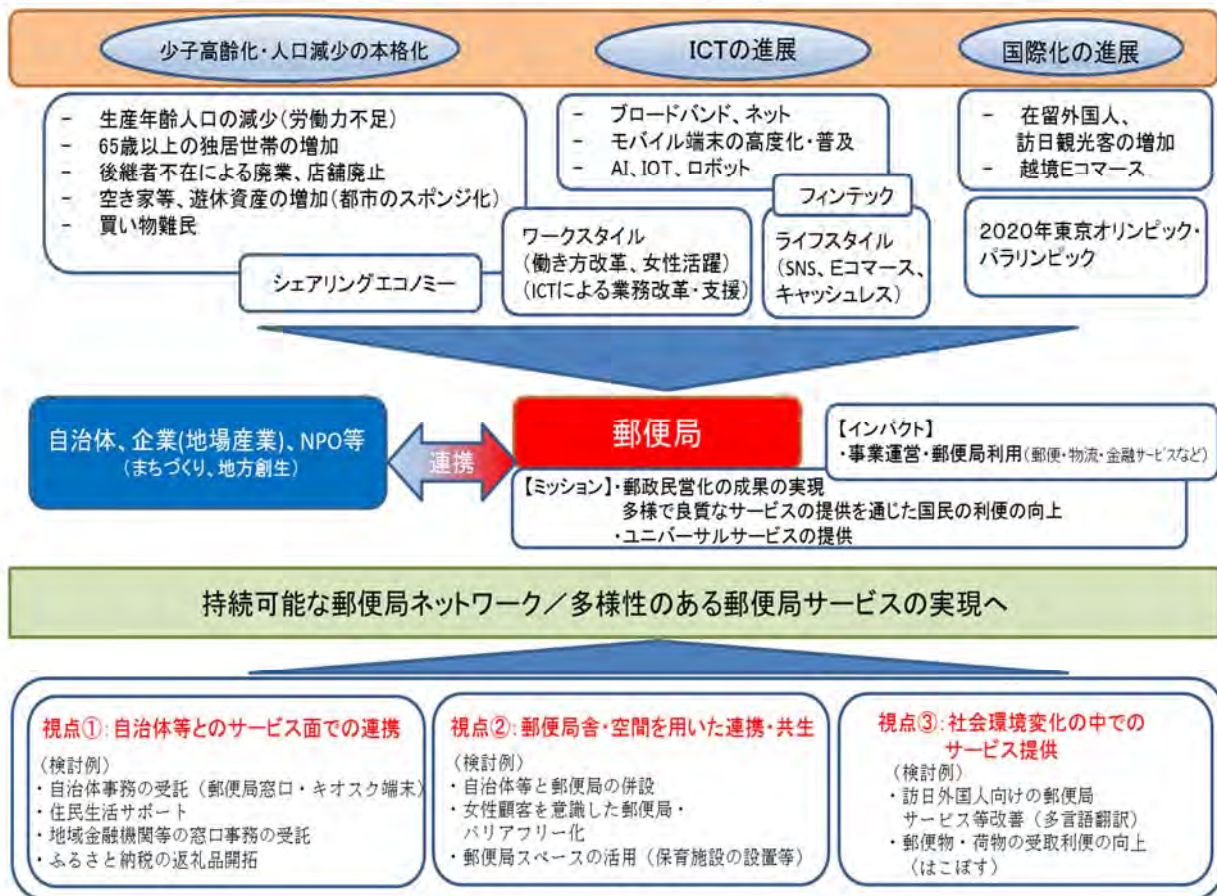 少子高齢化・人口減少の本格化
ICTの進展
国際化の進展
- 生産年齢人口の減少(労働力不足)
- 65歳以上の独居世帯の増加
- 後継者不在による廃業、店舗廃止
- 空き家等、遊休資産の増加(都市のスポンジ化)
- 買い物難民
シェアリングエコノミー
- ブロードバンド、ネット
- モバイル端末の高度化・普及
- AI、IOT、ロボット
フィンテック
ワークスタイル
(働き方改革、女性活躍)
(ICTによる業務改革・支援)
ライフスタイル
(SNS、Eコマース、
キャッシュレス)
- 在留外国人、
訪日観光客の増加
- 越境Eコマース
2020年東京オリンピック・
パラリンピック
自治体、企業(地場産業)、NPO等
(まちづくり、地方創生)
連携
郵便局
【インパクト】
・事業運営・郵便局利用(郵便・物流・金融サービスなど)
【ミッション】・郵政民営化の成果の実現
多様で良質なサービスの提供を通じた国民の利便の向上
・ユニバーサルサービスの提供
持続可能な郵便局ネットワーク／多様性のある郵便局サービスの実現へ
視点①:自治体等とのサービス面での連携
(検討例)
・自治体事務の受託(郵便局窓口・キオスク端末)
・住民生活サポート
・地域金融機関等の窓口事務の受託
・ふるさと納税の返礼品開拓
視点②:郵便局舎・空間を用いた連携・共生
(検討例)
・自治体等と郵便局の併設
・女性顧客を意識した郵便局・
バリアフリー化
・郵便局スペースの活用(保育施設の設置等)
視点③:社会環境変化の中での
サービス提供
(検討例)
・訪日外国人向けの郵便局
サービス等改善(多言語翻訳)
・郵便物・荷物の受取利便の向上
(はこぽす)